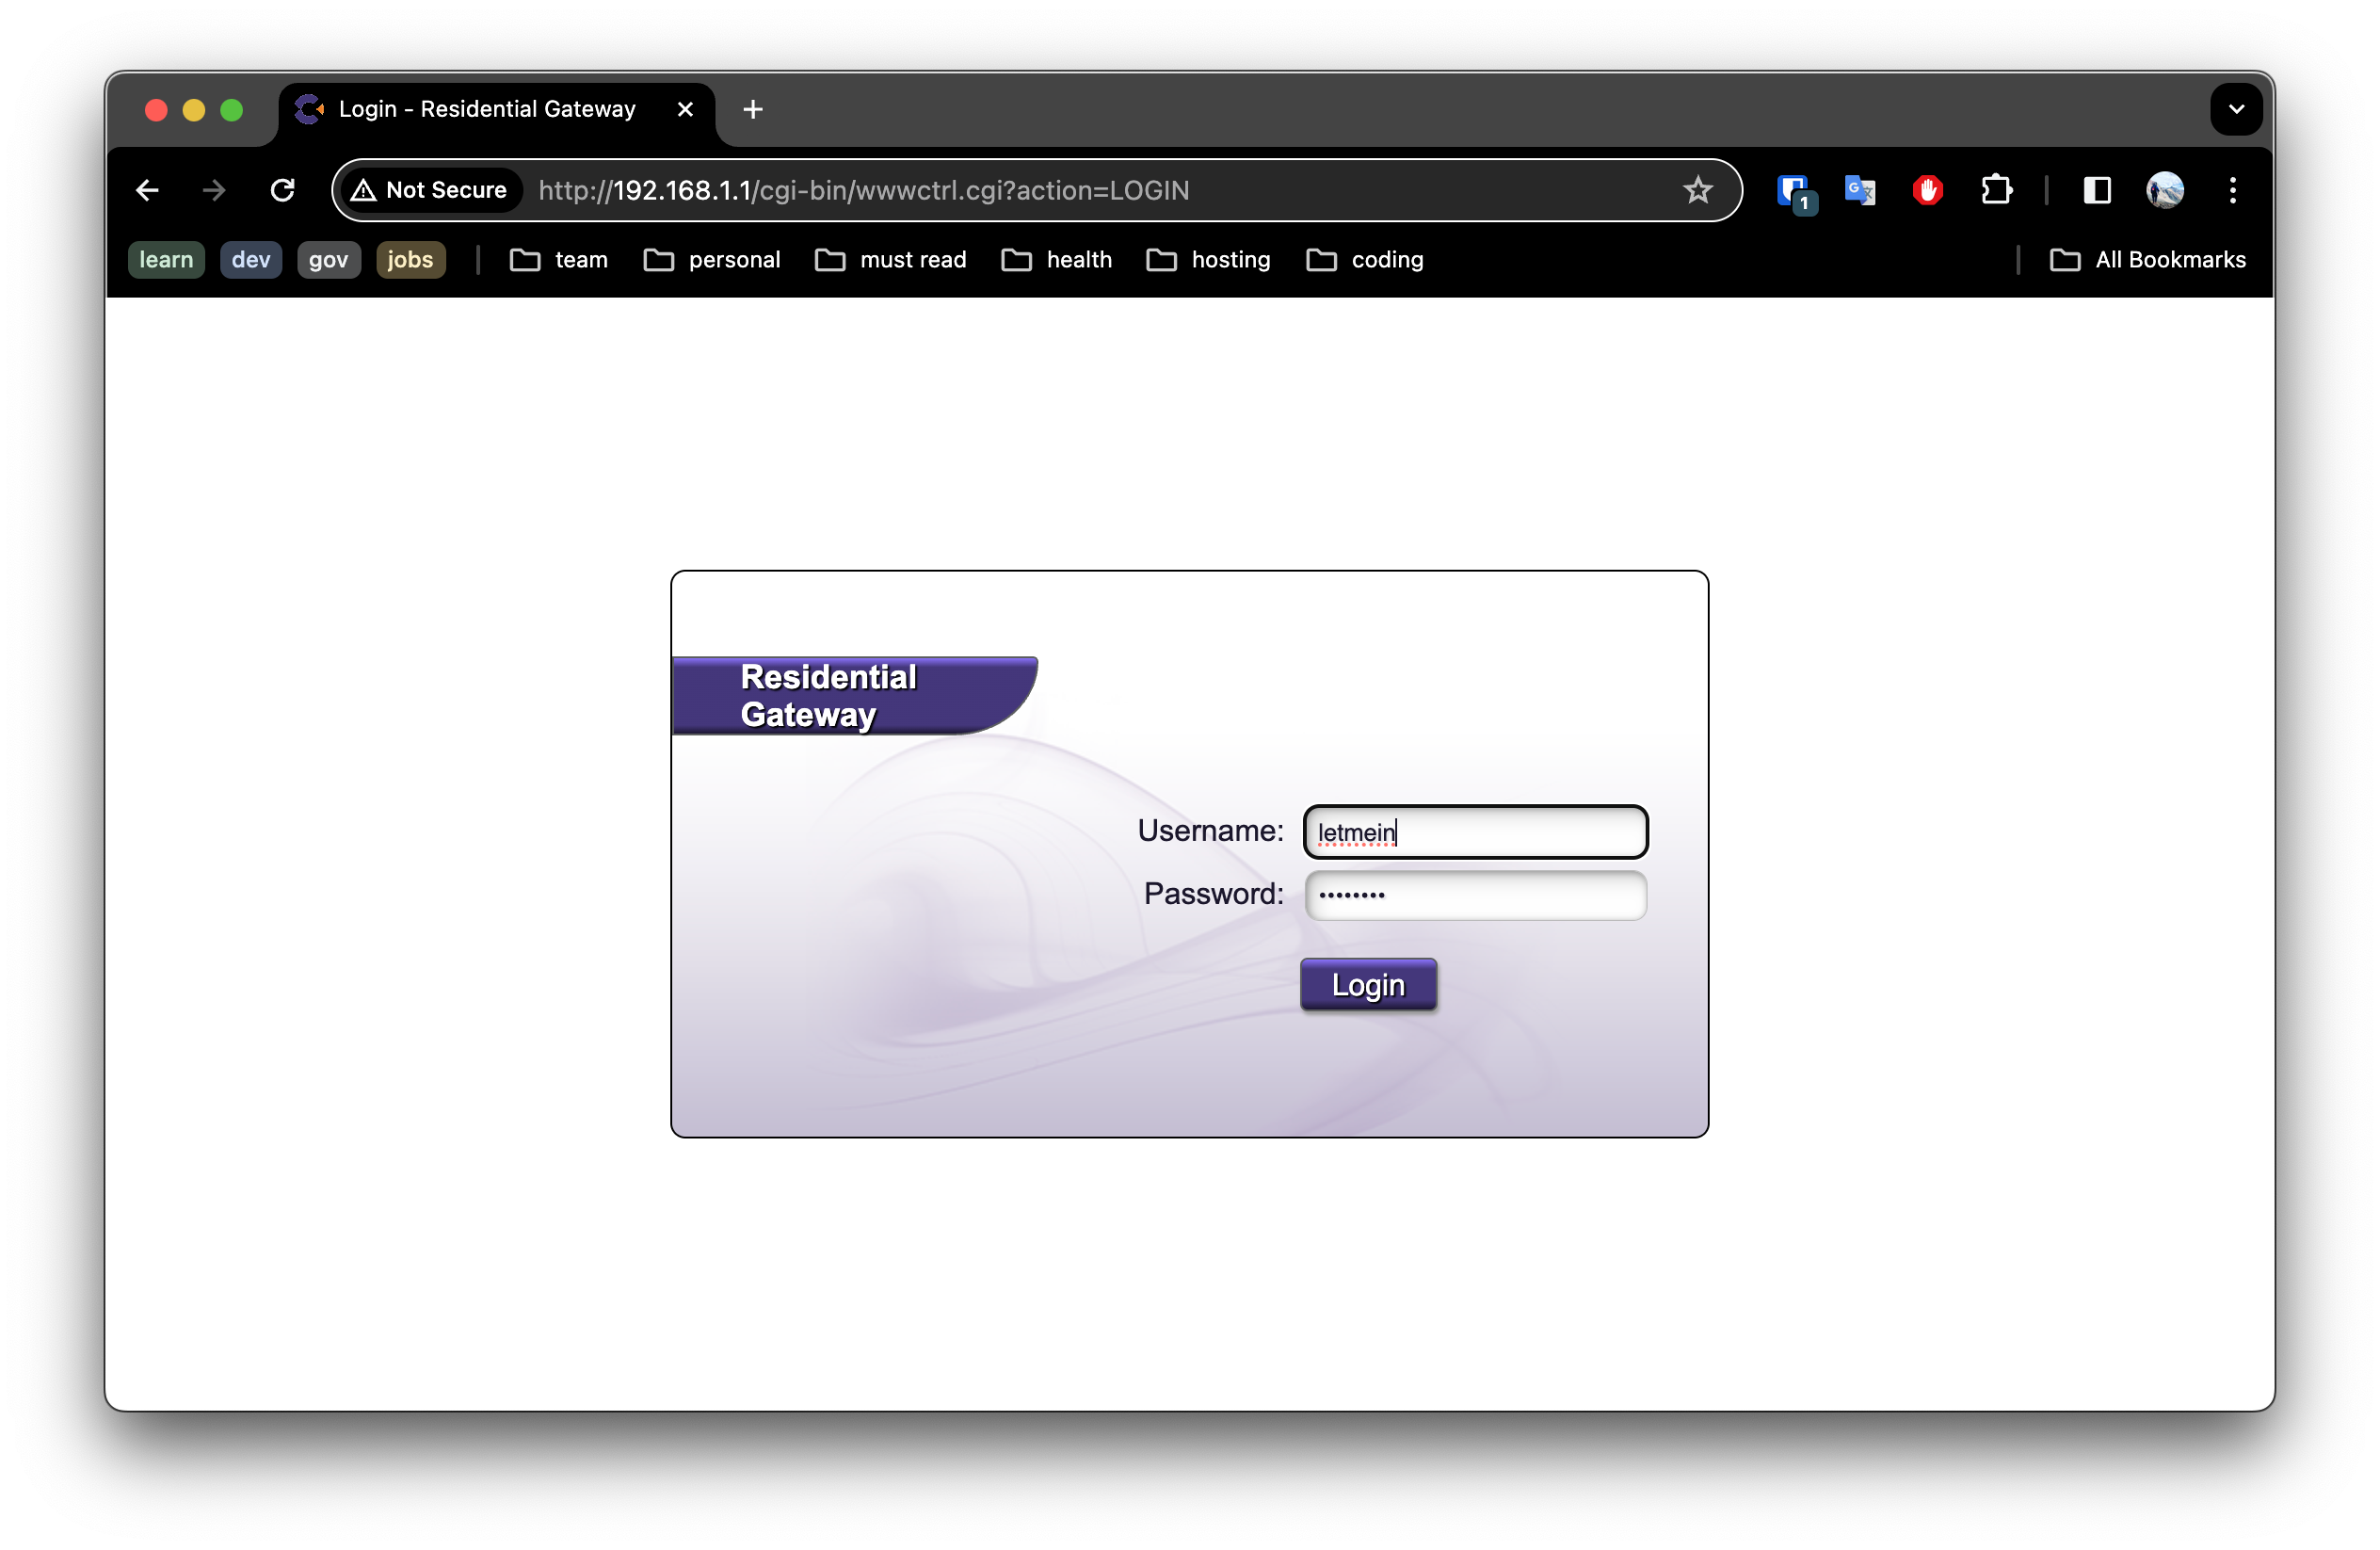 Login - Residential Gateway
Not Secure http://192.168.1.1/cgi-bin/wwwctrl.cgi?action=LOGIN
1
learn dev gov jobs team personal must read health hosting coding All Bookmarks
Residential
Gateway
Username: letmein
Password: ••••••••
Login